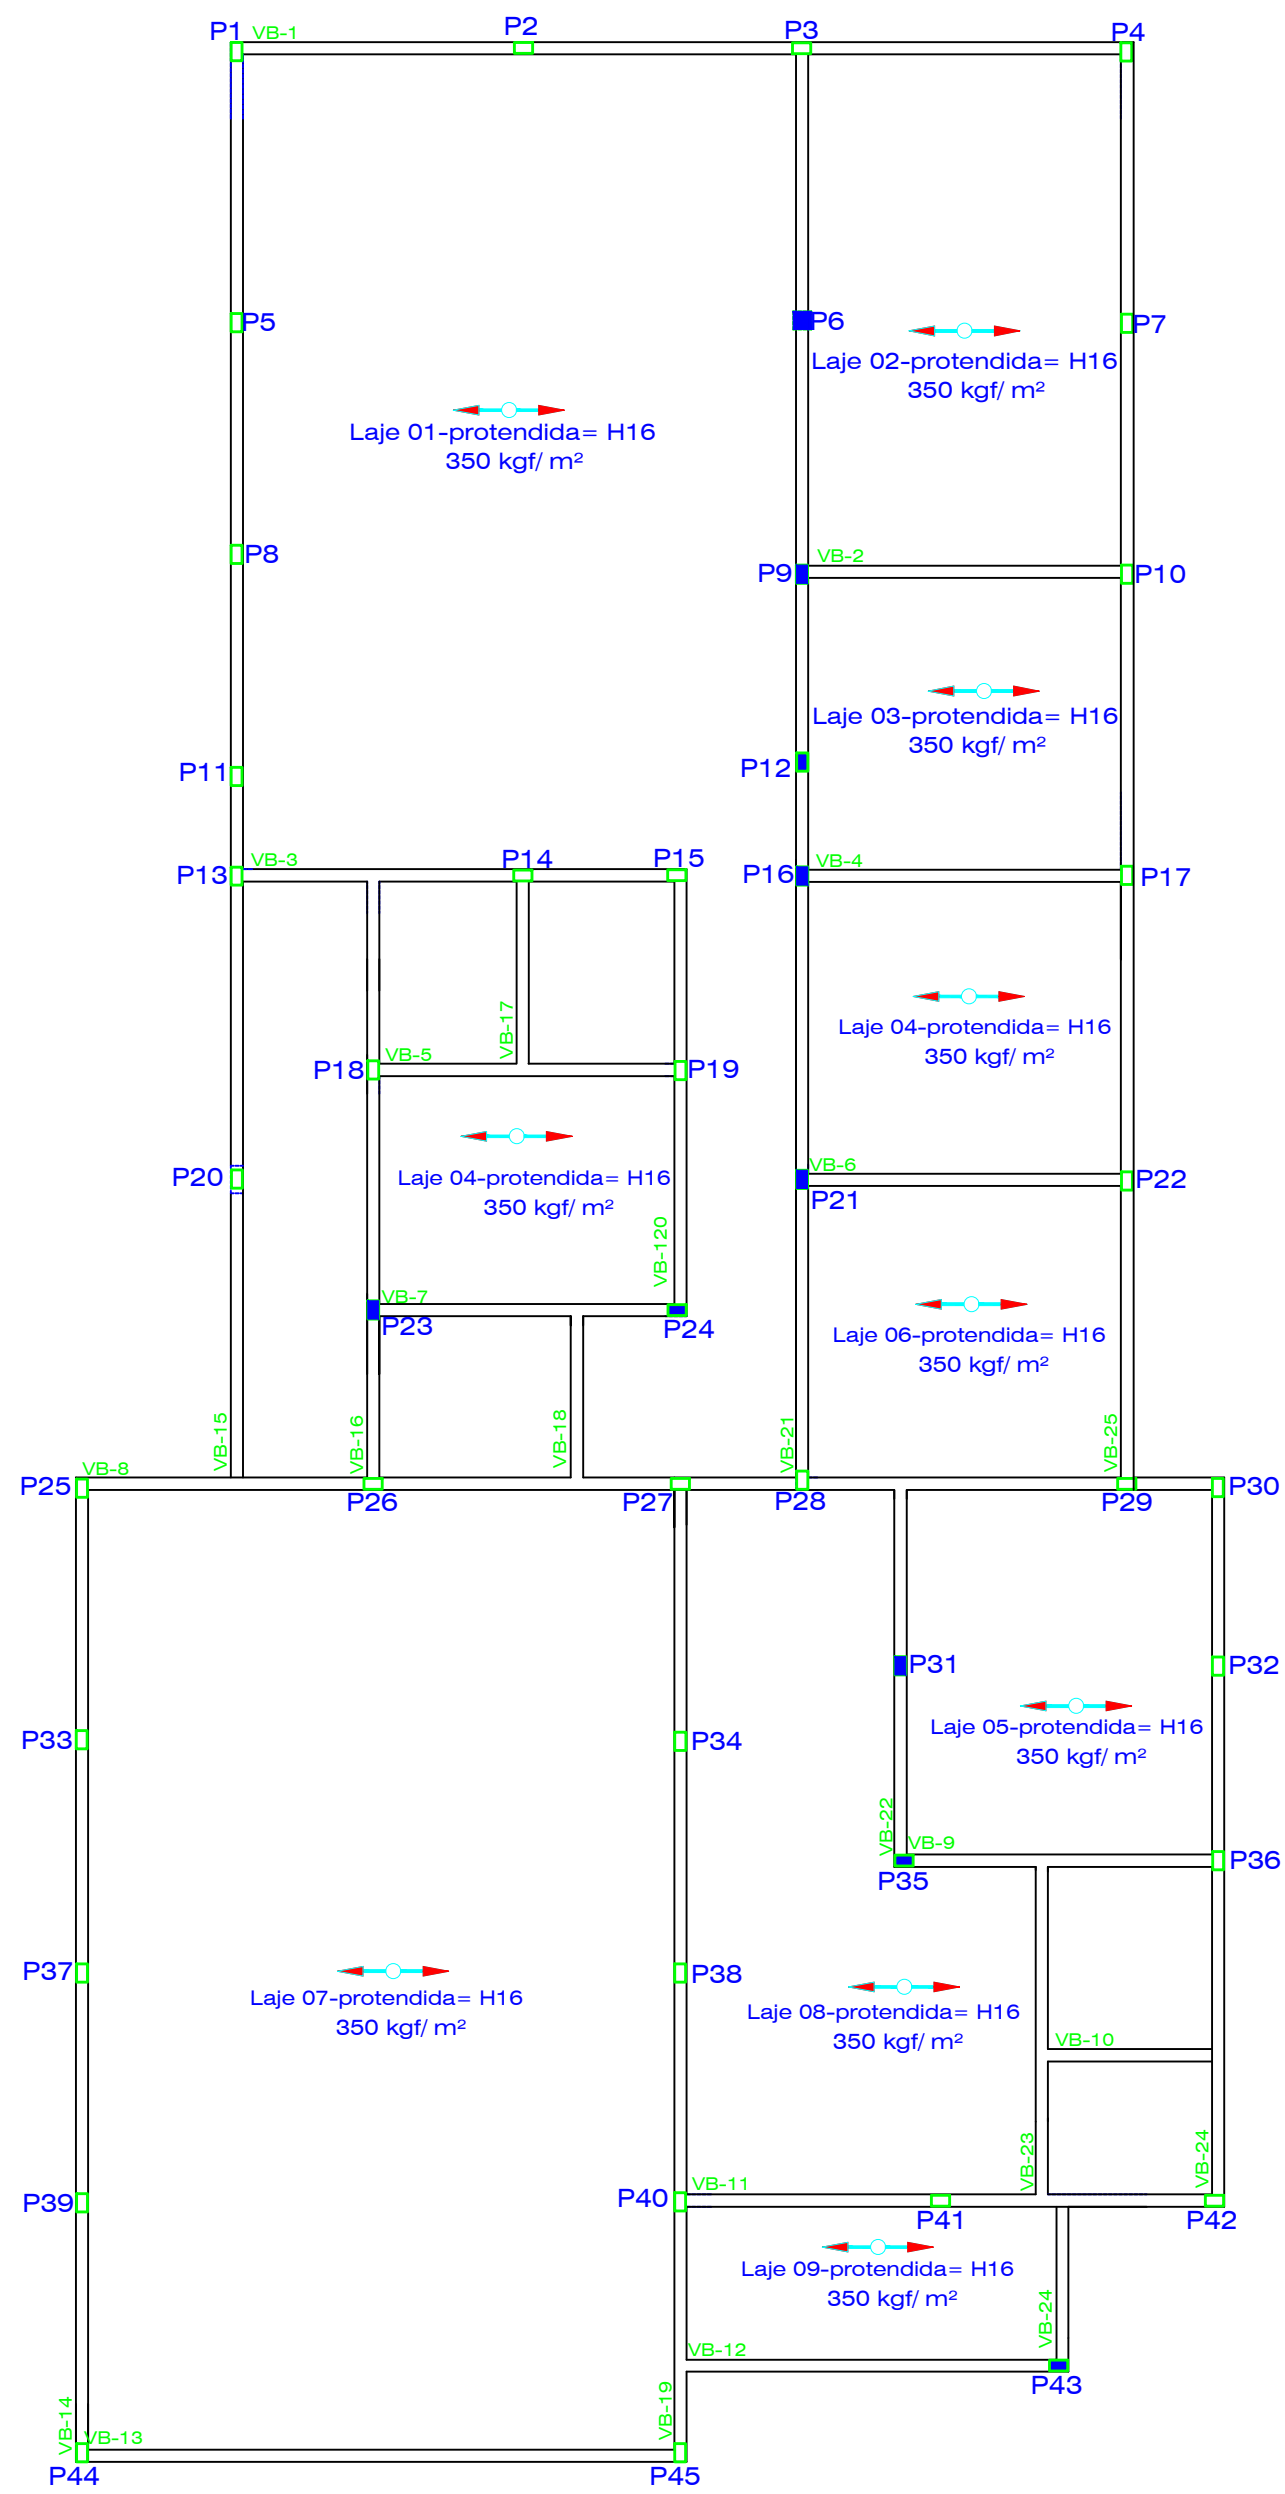 P1
VB-1
P2
P3
P4
P5
P6
P7
Laje 02-protendida= H16
350 kgf/ m²
Laje 01-protendida= H16
350 kgf/ m²
P8
VB-2
P9
P10
Laje 03-protendida= H16
350 kgf/ m²
P11
P12
VB-3
P13
P14
P15
VB-4
P16
P17
VB-17
Laje 04-protendida= H16
350 kgf/ m²
VB-5
P18
P19
Laje 04-protendida= H16
350 kgf/ m²
P20
VB-6
P21
P22
VB-120
VB-7
P23
P24
Laje 06-protendida= H16
350 kgf/ m²
VB-15
VB-16
VB-18
VB-21
VB-25
VB-8
P25
P26
P27
P28
P29
P30
P31
P32
Laje 05-protendida= H16
350 kgf/ m²
P33
P34
VB-22
VB-9
P35
P36
P37
P38
Laje 07-protendida= H16
350 kgf/ m²
Laje 08-protendida= H16
350 kgf/ m²
VB-10
VB-23
VB-24
VB-11
P39
P40
P41
P42
Laje 09-protendida= H16
350 kgf/ m²
VB-24
VB-12
P43
VB-14
VB-13
VB-19
P44
P45